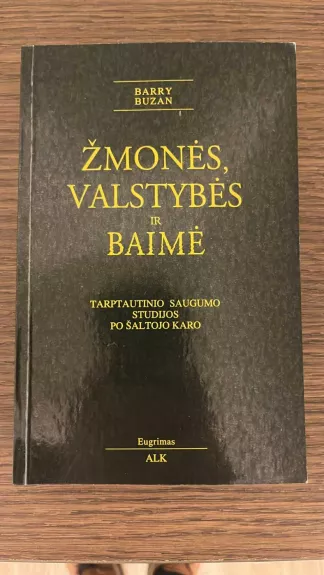 BARRY
BUZAN
ŽMONĖS,
VALSTYBĖS
IR
BAIMĖ
TARPTAUTINIO SAUGUMO
STUDIJOS
PO ŠALTOJO KARO
Eugrimas
ALK